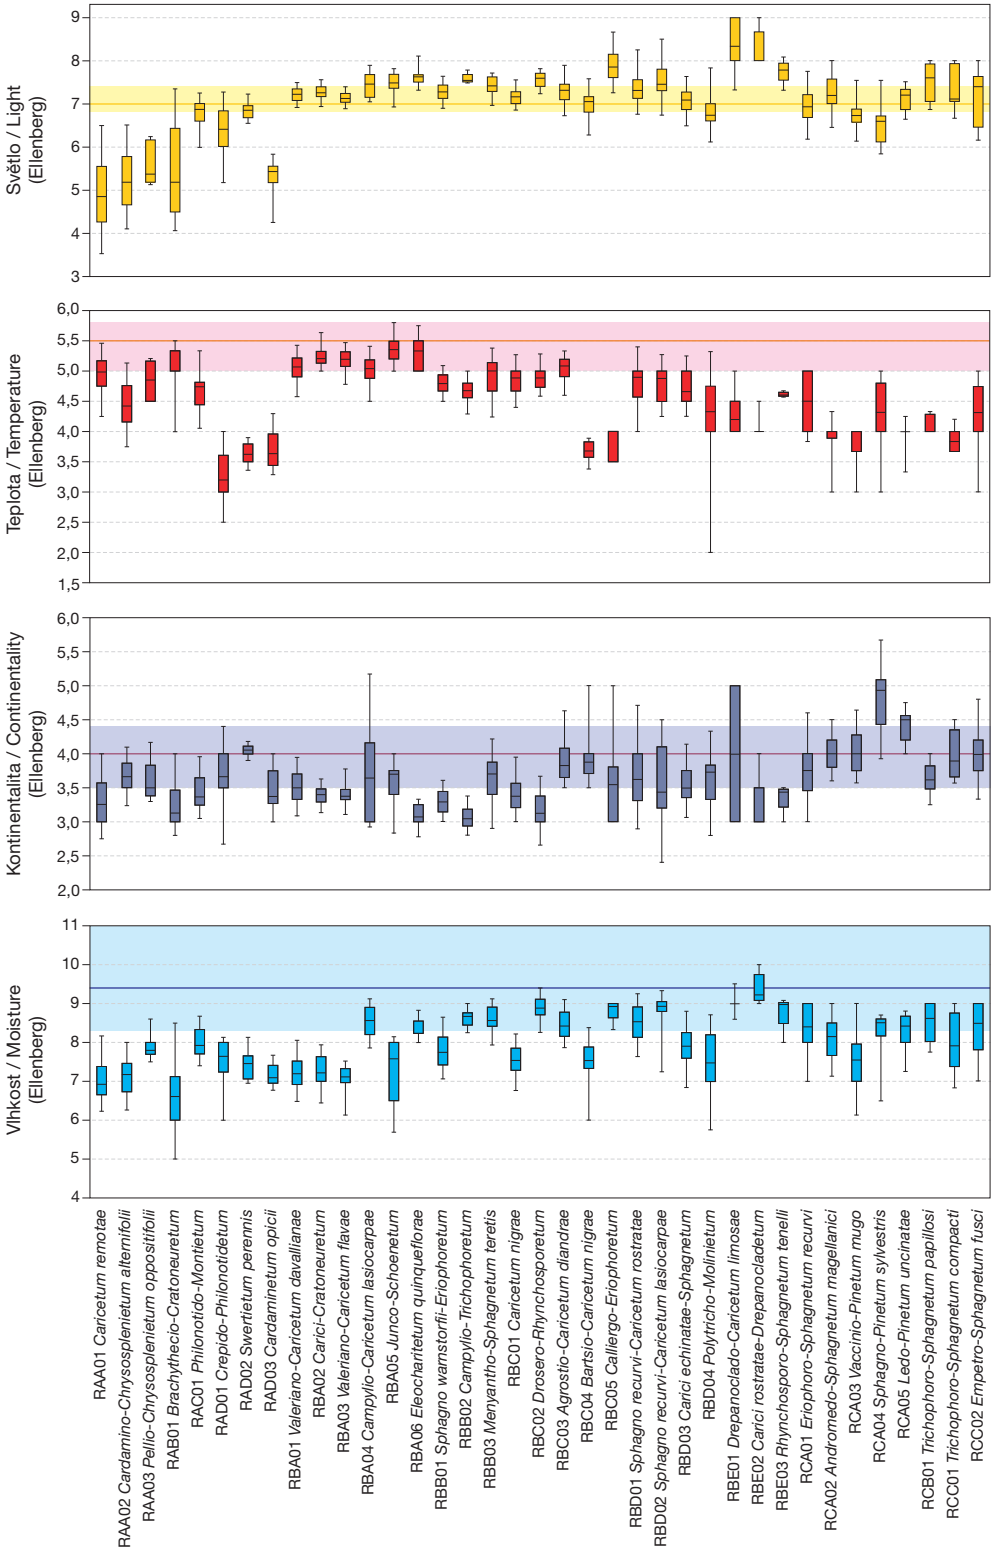 Světlo / Light
(Ellenberg)
9
8
7
6
5
4
3
Teplota / Temperature
(Ellenberg)
6,0
5,5
5,0
4,5
4,0
3,5
3,0
2,5
2,0
1,5
Kontinentalita / Continentality
(Ellenberg)
6,0
5,5
5,0
4,5
4,0
3,5
3,0
2,5
2,0
Vlhkost / Moisture
(Ellenberg)
11
10
9
8
7
6
5
4
RAA01 Caricetum remotae
RAA02 Cardamino-Chrysosplenietum alternifolii
RAA03 Pellio-Chrysosplenietum oppositifolii
RAB01 Brachythecio-Cratoneuretum
RAC01 Philonotido-Montietum
RAD01 Crepido-Philonotidetum
RAD02 Swertietum perennis
RAD03 Cardaminetum opicii
RBA01 Valeriano-Caricetum davallianae
RBA02 Carici-Cratoneuretum
RBA03 Valeriano-Caricetum flavae
RBA04 Campylio-Caricetum lasiocarpae
RBA05 Junco-Schoenetum
RBA06 Eleocharitetum quinqueflorae
RBB01 Sphagno warnstorfii-Eriophoretum
RBB02 Campylio-Trichophoretum
RBB03 Menyantho-Sphagnetum teretis
RBC01 Caricetum nigrae
RBC02 Drosero-Rhynchosporetum
RBC03 Agrostio-Caricetum diandrae
RBC04 Bartsio-Caricetum nigrae
RBC05 Calliergo-Eriophoretum
RBD01 Sphagno recurvi-Caricetum rostratae
RBD02 Sphagno recurvi-Caricetum lasiocarpae
RBD03 Carici echinatae-Sphagnetum
RBD04 Polytricho-Molinietum
RBE01 Drepanoclado-Caricetum limosae
RBE02 Carici rostratae-Drepanocladetum
RBE03 Rhynchosporo-Sphagnetum tenelli
RCA01 Eriophoro-Sphagnetum recurvi
RCA02 Andromedo-Sphagnetum magellanici
RCA03 Vaccinio-Pinetum mugo
RCA04 Sphagno-Pinetum sylvestris
RCA05 Ledo-Pinetum uncinatae
RCB01 Trichophoro-Sphagnetum papillosi
RCC01 Trichophoro-Sphagnetum compacti
RCC02 Empetro-Sphagnetum fusci